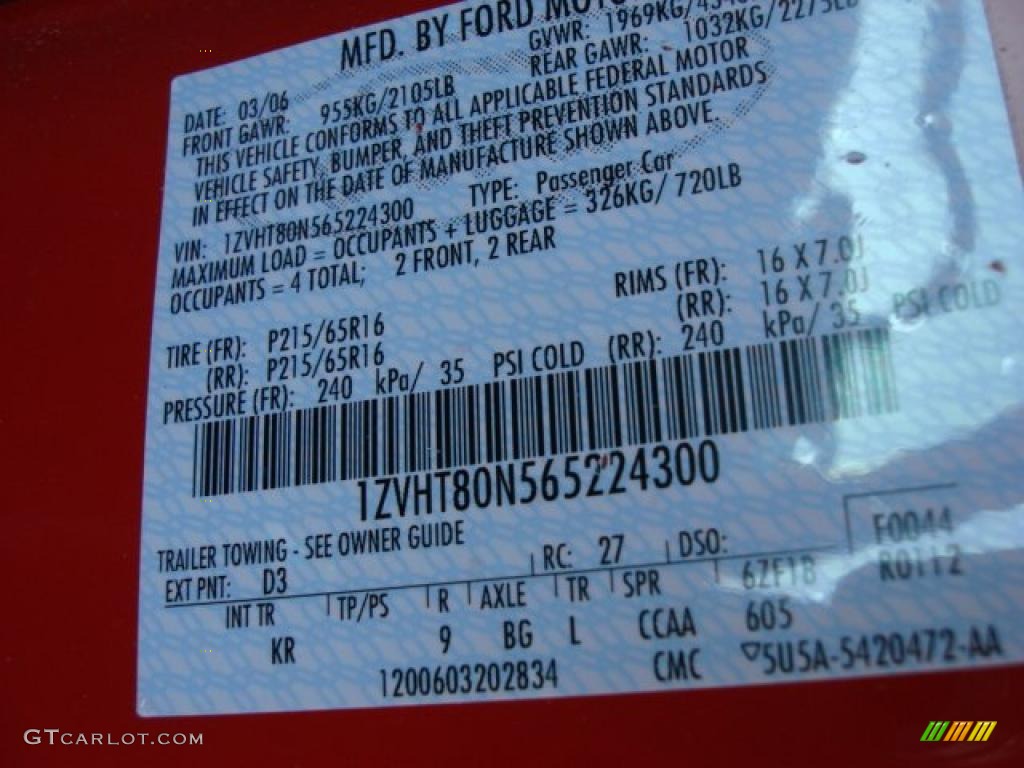 MFD. BY FORD
DATE: 03/06 GVWR: 1969KG/
FRONT GAWR: 955KG/2105LB REAR GAWR: 1032KG/2275LB
THIS VEHICLE CONFORMS TO ALL APPLICABLE FEDERAL MOTOR
VEHICLE SAFETY, BUMPER, AND THEFT PREVENTION STANDARDS
IN EFFECT ON THE DATE OF MANUFACTURE SHOWN ABOVE.
VIN: 1ZVHT80N565224300 TYPE: Passenger Car
MAXIMUM LOAD = OCCUPANTS + LUGGAGE = 326KG/ 720LB
OCCUPANTS = 4 TOTAL; 2 FRONT, 2 REAR
TIRE (FR): P215/65R16 RIMS (FR): 16 X 7.0J
(RR): P215/65R16 (RR): 16 X 7.0J
PRESSURE (FR): 240 kPa/ 35 PSI COLD (RR): 240 kPa/ 35 PSI COLD
1ZVHT80N565224300
TRAILER TOWING - SEE OWNER GUIDE F0044
EXT PNT: D3 RC: 27 DSO: R0112
INT TR TP/PS R AXLE TR SPR 6ZF1B
KR 9 BG L CCAA 605
1200603202834 CMC ▽5U5A-5420472-AA
GTCARLOT.COM